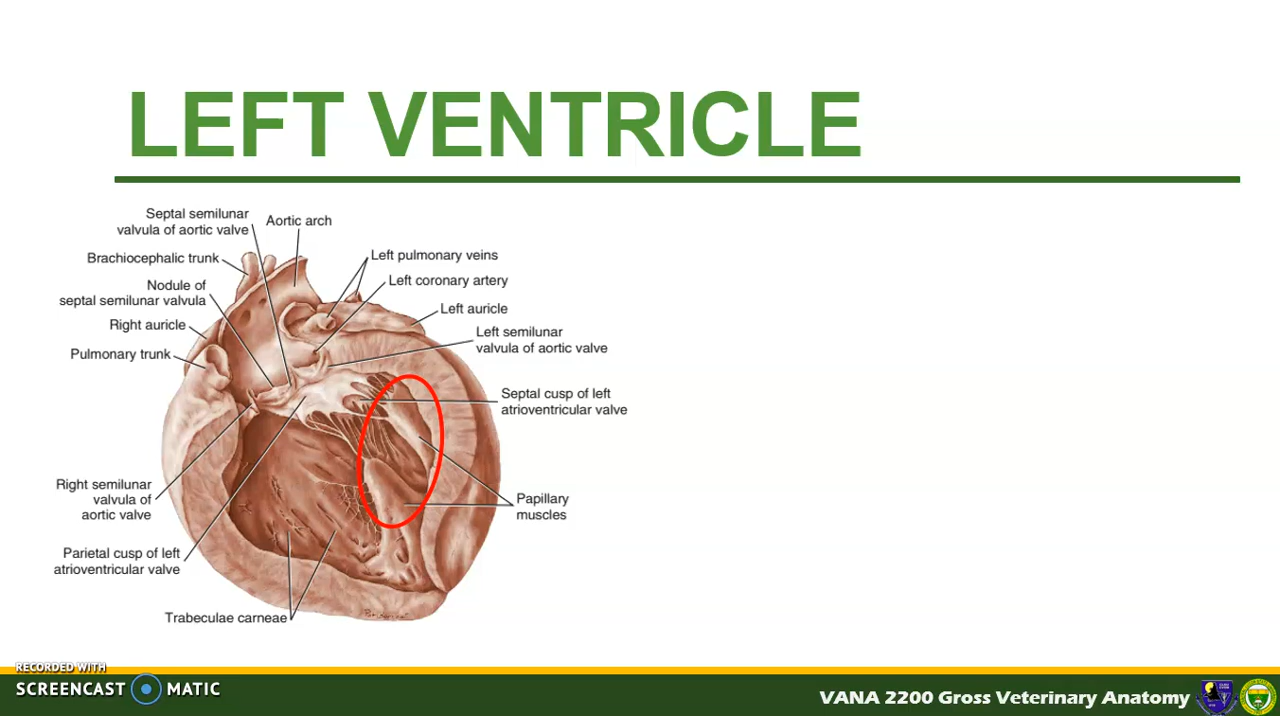 LEFT VENTRICLE
Septal semilunar
valvula of aortic valve
Aortic arch
Brachiocephalic trunk
Left pulmonary veins
Nodule of
septal semilunar valvula
Left coronary artery
Right auricle
Left auricle
Pulmonary trunk
Left semilunar
valvula of aortic valve
Septal cusp of left
atrioventricular valve
Right semilunar
valvula of
aortic valve
Papillary
muscles
Parietal cusp of left
atrioventricular valve
Trabeculae carneae
RECORDED WITH
SCREENCAST MATIC
VANA 2200 Gross Veterinary Anatomy